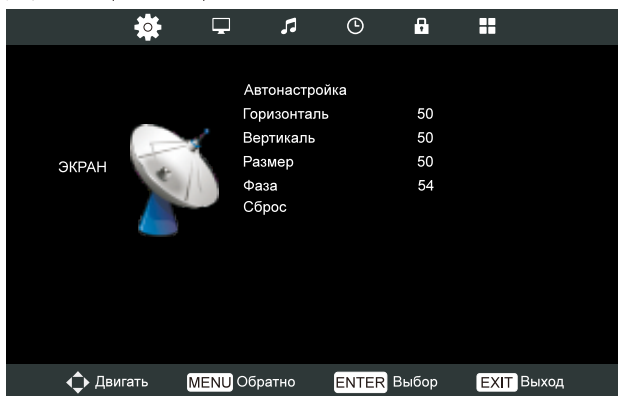 Автонастройка
Горизонталь 50
Вертикаль 50
ЭКРАН
Размер 50
Фаза 54
Сброс
Двигать MENU Обратно ENTER Выбор EXIT Выход